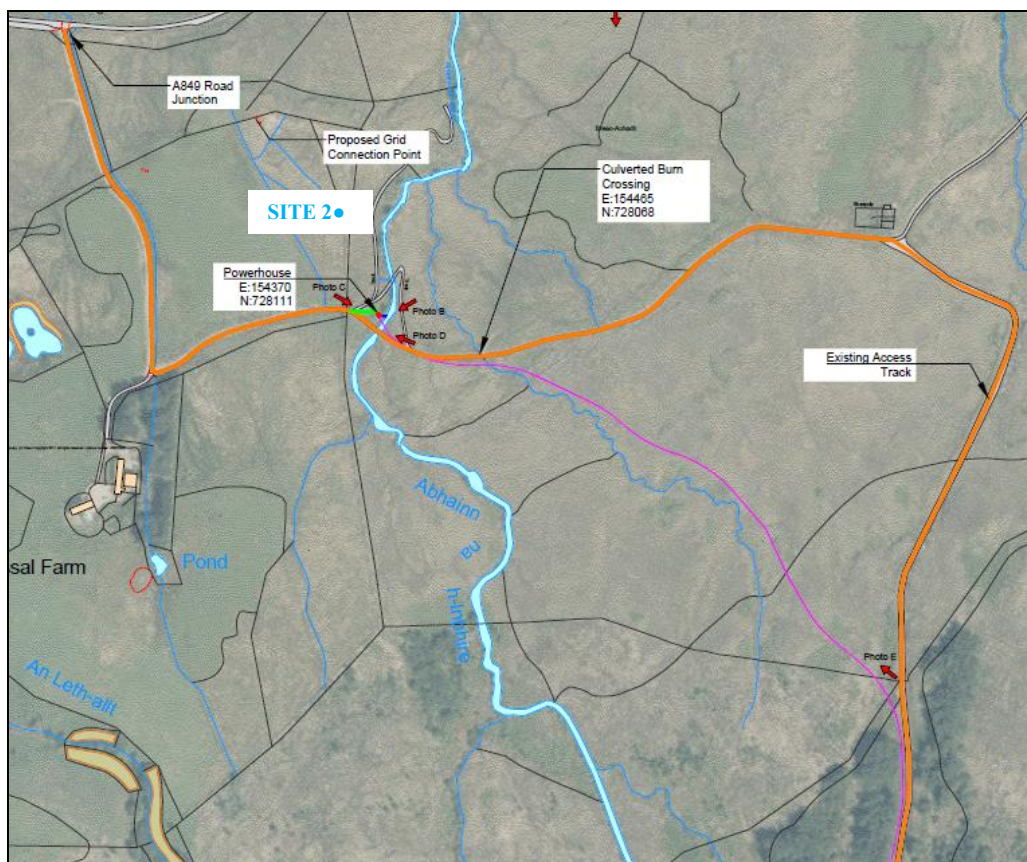 A849 Road
Junction
Proposed Grid
Connection Point
SITE 2●
Culverted Burn
Crossing
E:154465
N:728068
Powerhouse
E:154370
N:728111
Photo C
Photo B
Photo D
Existing Access
Track
Abhainn
na
h-Inbhire
sal Farm
Pond
Photo E
An Leth-allt